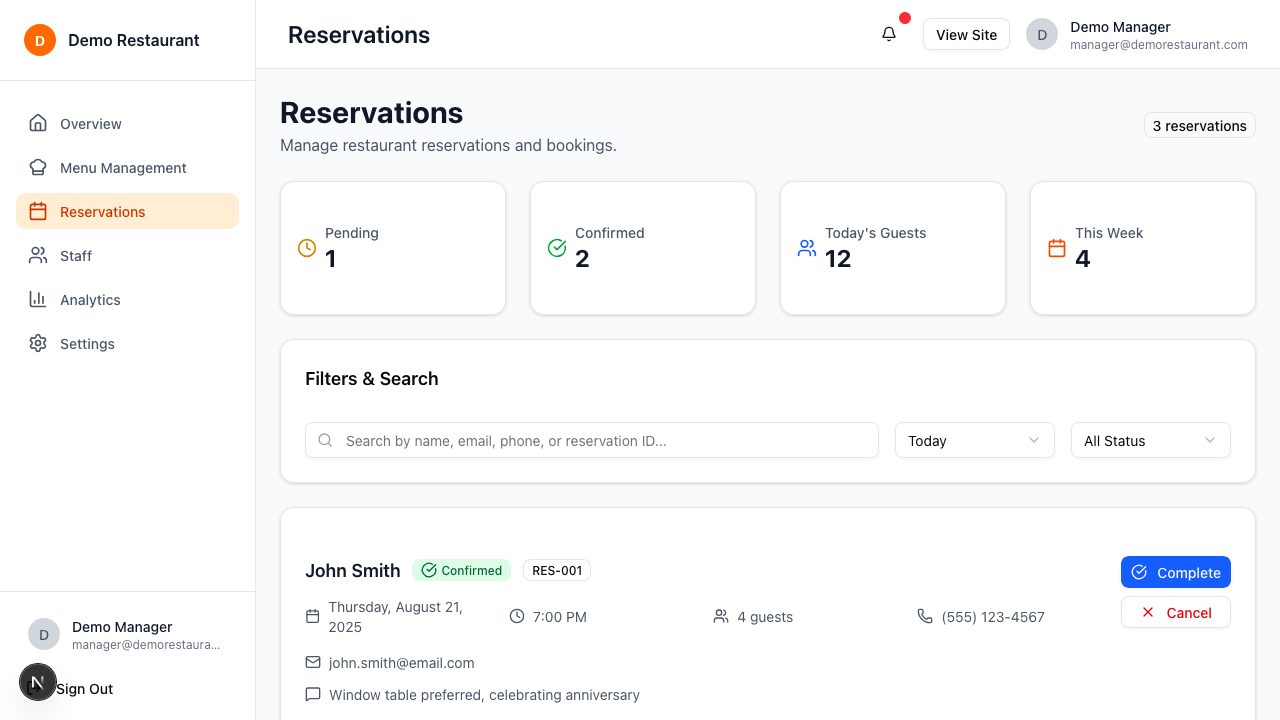 D
Demo Restaurant
Overview
Menu Management
Reservations
Staff
Analytics
Settings
D
Demo Manager
manager@demorestaura...
N
Sign Out
Reservations
View Site
D
Demo Manager
manager@demorestaurant.com
Reservations
Manage restaurant reservations and bookings.
3 reservations
Pending
1
Confirmed
2
Today's Guests
12
This Week
4
Filters & Search
Search by name, email, phone, or reservation ID...
Today
All Status
John Smith
Confirmed
RES-001
Thursday, August 21,
2025
7:00 PM
4 guests
(555) 123-4567
john.smith@email.com
Window table preferred, celebrating anniversary
Complete
Cancel